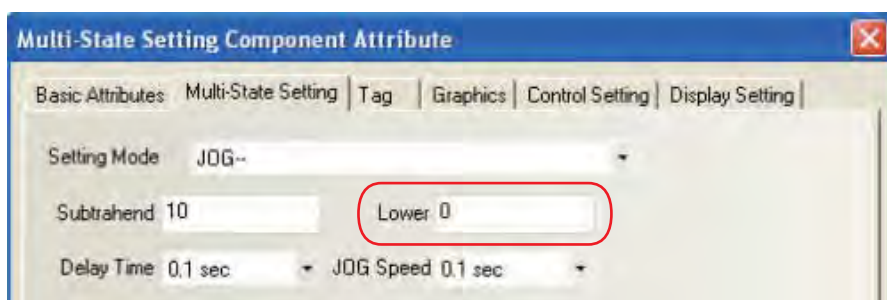 Multi-State Setting Component Attribute
Basic Attributes Multi-State Setting Tag Graphics Control Setting Display Setting
Setting Mode JOG--
Subtrahend 10 Lower 0
Delay Time 0.1 sec JOG Speed 0.1 sec